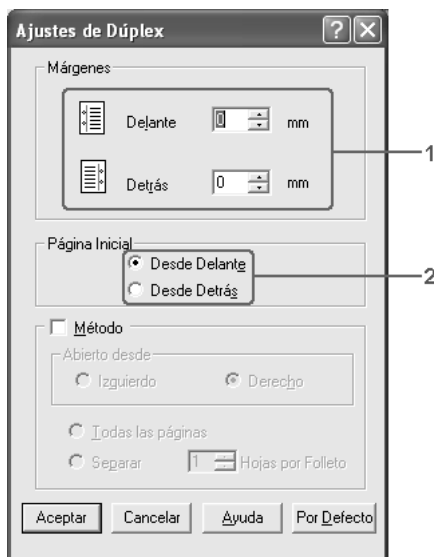 Ajustes de Dúplex
Márgenes
Delante 0 mm
1
Detrás 0 mm
Página Inicial
Desde Delante
2
Desde Detrás
Método
Abierto desde
Izquierdo Derecho
Todas las páginas
Separar 1 Hojas por Folleto
Aceptar Cancelar Ayuda Por Defecto